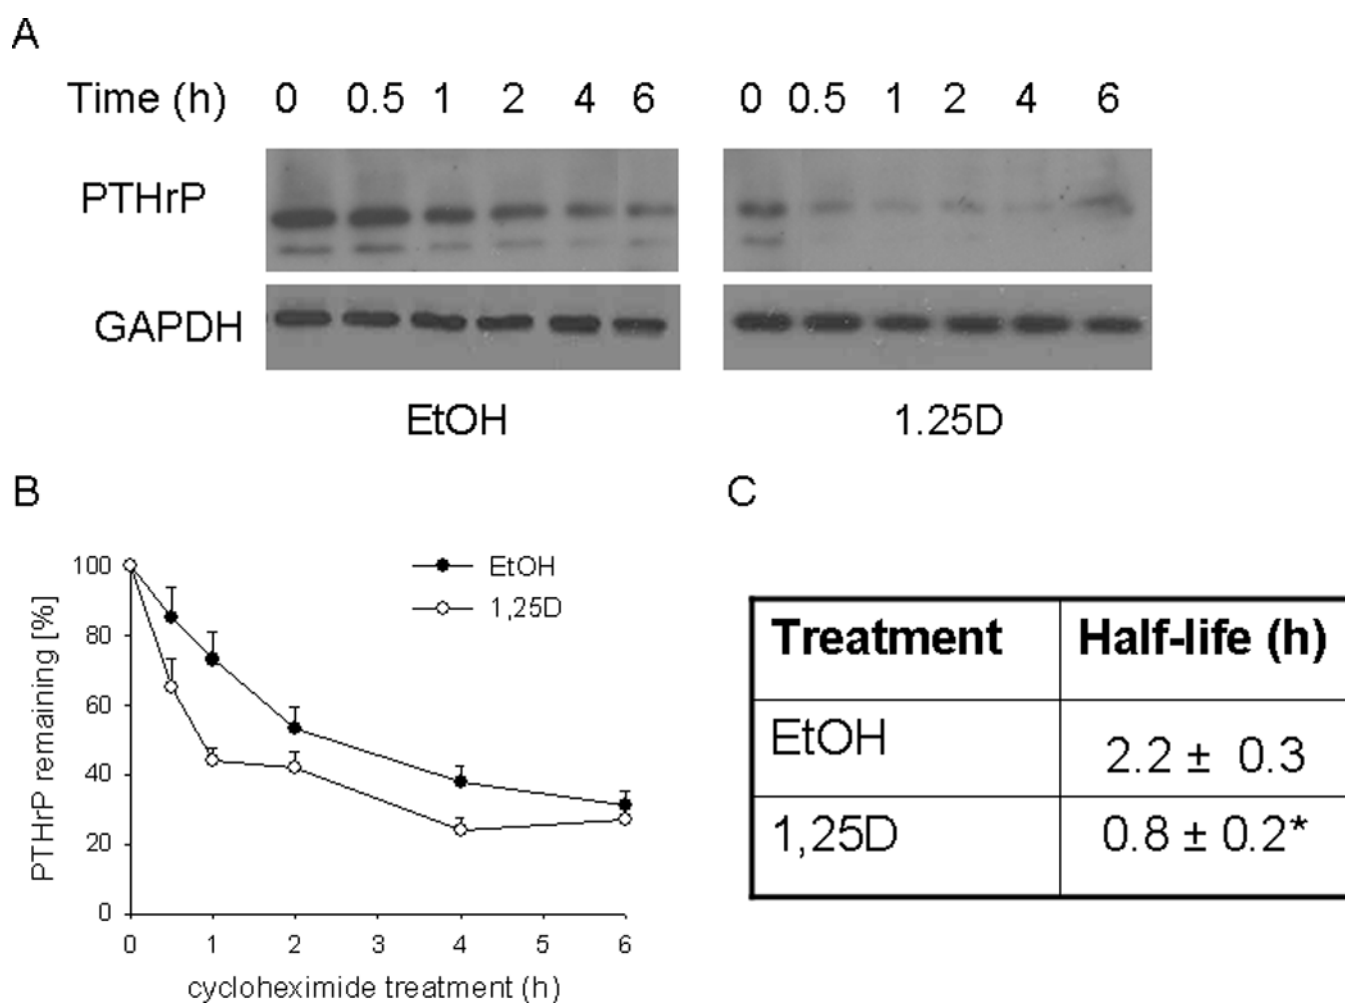 A
Time (h) 0 0.5 1 2 4 6 0 0.5 1 2 4 6
PTHrP
GAPDH
EtOH 1.25D
B
C
PTHrP remaining [%]
100
80
60
40
20
0
EtOH
1,25D
0 1 2 3 4 5 6
cycloheximide treatment (h)
Treatment Half-life (h)
EtOH 2.2 ± 0.3
1,25D 0.8 ± 0.2*